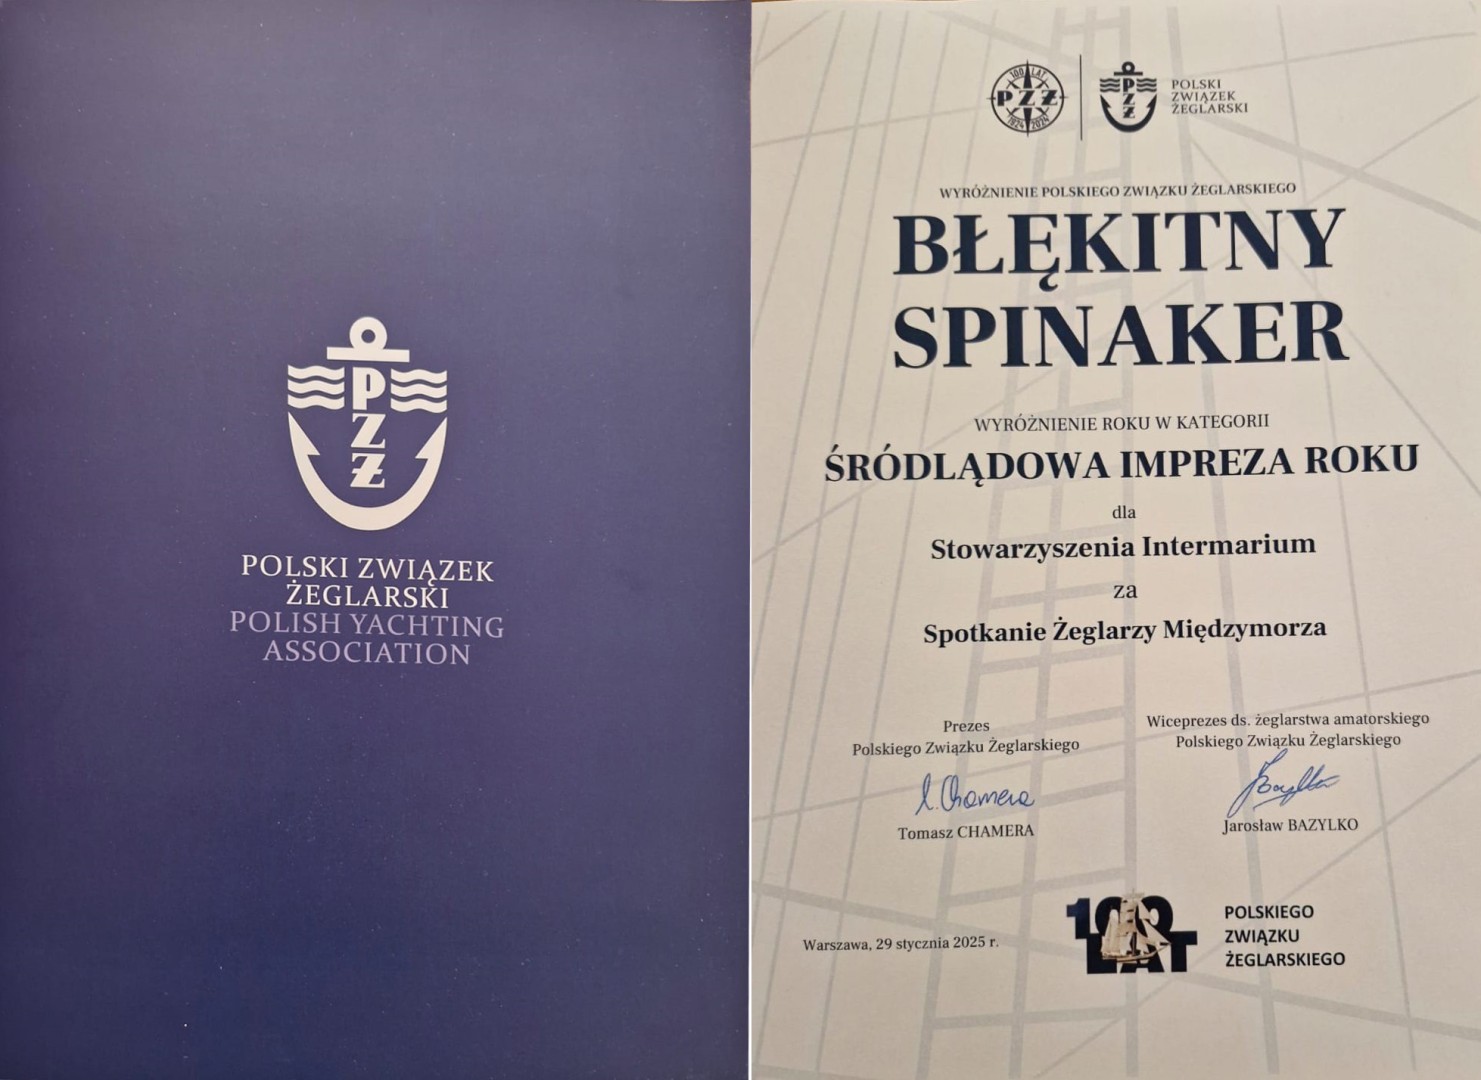 PZŻ
POLSKI ZWIĄZEK
ŻEGLARSKI
POLISH YACHTING
ASSOCIATION
100 LAT
PZŻ
1924 2024
PZŻ
POLSKI
ZWIĄZEK
ŻEGLARSKI
WYRÓŻNIENIE POLSKIEGO ZWIĄZKU ŻEGLARSKIEGO
BŁĘKITNY
SPINAKER
WYRÓŻNIENIE ROKU W KATEGORII
ŚRÓDLĄDOWA IMPREZA ROKU
dla
Stowarzyszenia Intermarium
za
Spotkanie Żeglarzy Międzymorza
Prezes
Polskiego Związku Żeglarskiego
T. Chamera
Tomasz CHAMERA
Wiceprezes ds. żeglarstwa amatorskiego
Polskiego Związku Żeglarskiego
JBazylko
Jarosław BAZYLKO
Warszawa, 29 stycznia 2025 r.
100
LAT
POLSKIEGO
ZWIĄZKU
ŻEGLARSKIEGO